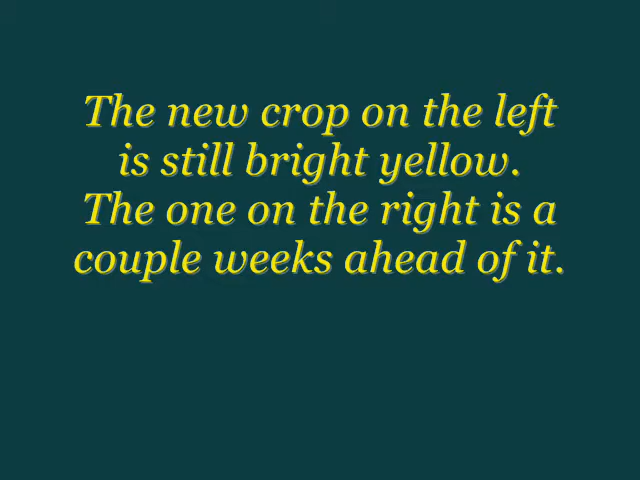 The new crop on the left
is still bright yellow.
The one on the right is a
couple weeks ahead of it.